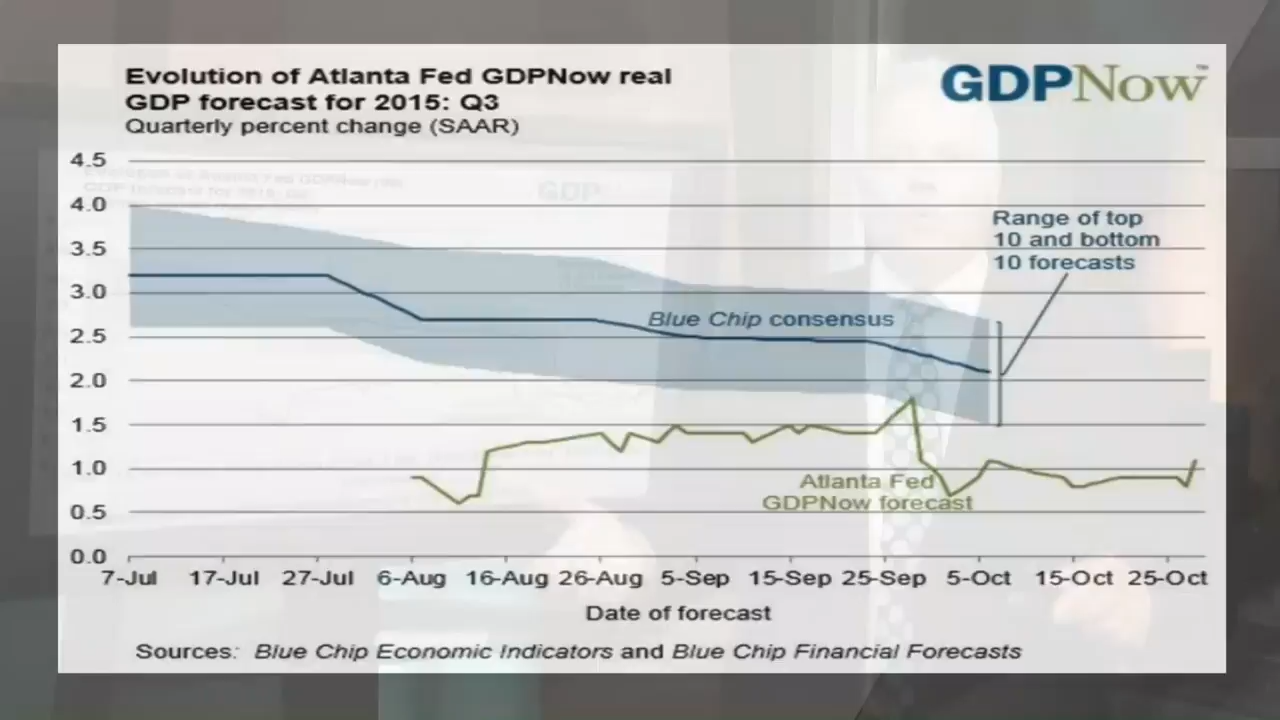 Evolution of Atlanta Fed GDPNow real
GDP forecast for 2015: Q3
Quarterly percent change (SAAR)
GDPNow™
4.5
4.0
3.5
3.0
2.5
2.0
1.5
1.0
0.5
0.0
Range of top
10 and bottom
10 forecasts
Blue Chip consensus
Atlanta Fed
GDPNow forecast
7-Jul 17-Jul 27-Jul 6-Aug 16-Aug 26-Aug 5-Sep 15-Sep 25-Sep 5-Oct 15-Oct 25-Oct
Date of forecast
Sources: Blue Chip Economic Indicators and Blue Chip Financial Forecasts